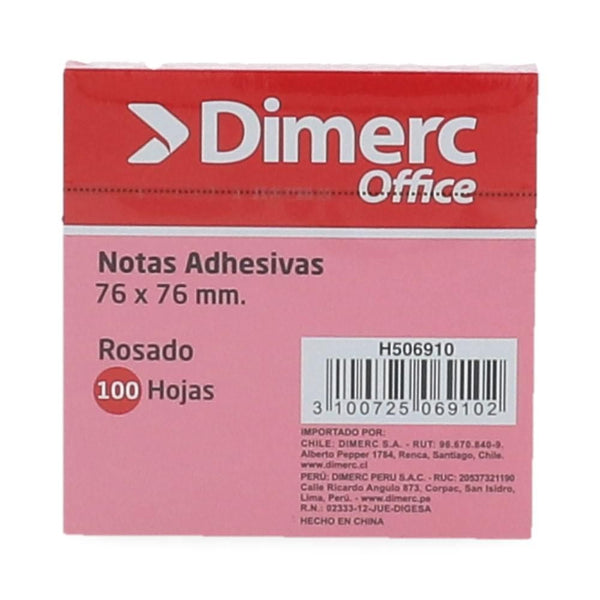 Dimerc
Office
Notas Adhesivas
76 x 76 mm.
Rosado
100 Hojas
H506910
3 100725 069102
IMPORTADO POR:
CHILE: DIMERC S.A. - RUT: 96.670.840-9.
Alberto Pepper 1784, Renca, Santiago, Chile.
www.dimerc.cl
PERÚ: DIMERC PERU S.A.C. - RUC: 20537321190
Calle Ricardo Angulo 873, Corpac, San Isidro,
Lima, Perú. - www.dimerc.pe
R.N.: 02333-12-JUE-DIGESA
HECHO EN CHINA